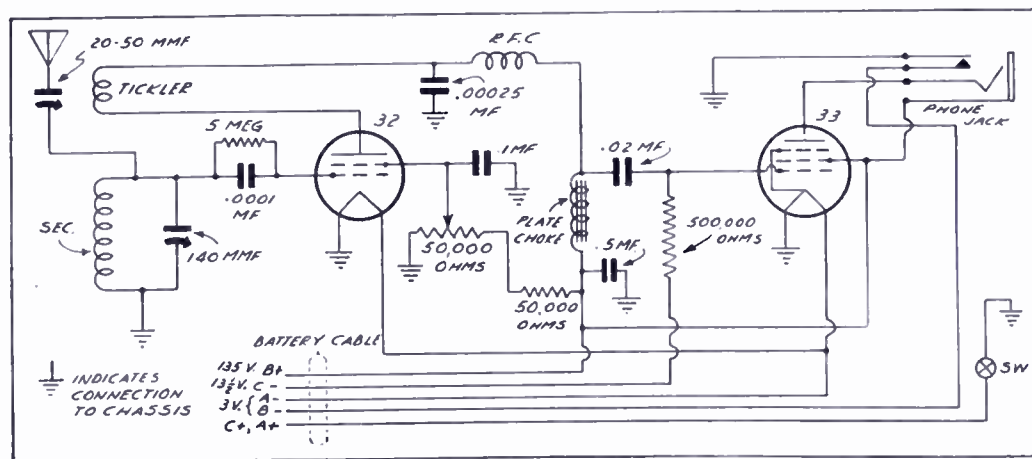 20-50 MMF
R.F.C
TICKLER
.00025
MF
32
33
PHONE
JACK
5 MEG
.1MF
.02 MF
.0001
MF
SEC.
140 MMF
50,000
OHMS
PLATE
CHOKE
500,000
OHMS
.5MF.
50,000
OHMS
BATTERY CABLE
135 V. B+
13½ V. C-
3V. { A-
B-
C+, A+
INDICATES
CONNECTION
TO CHASSIS
SW